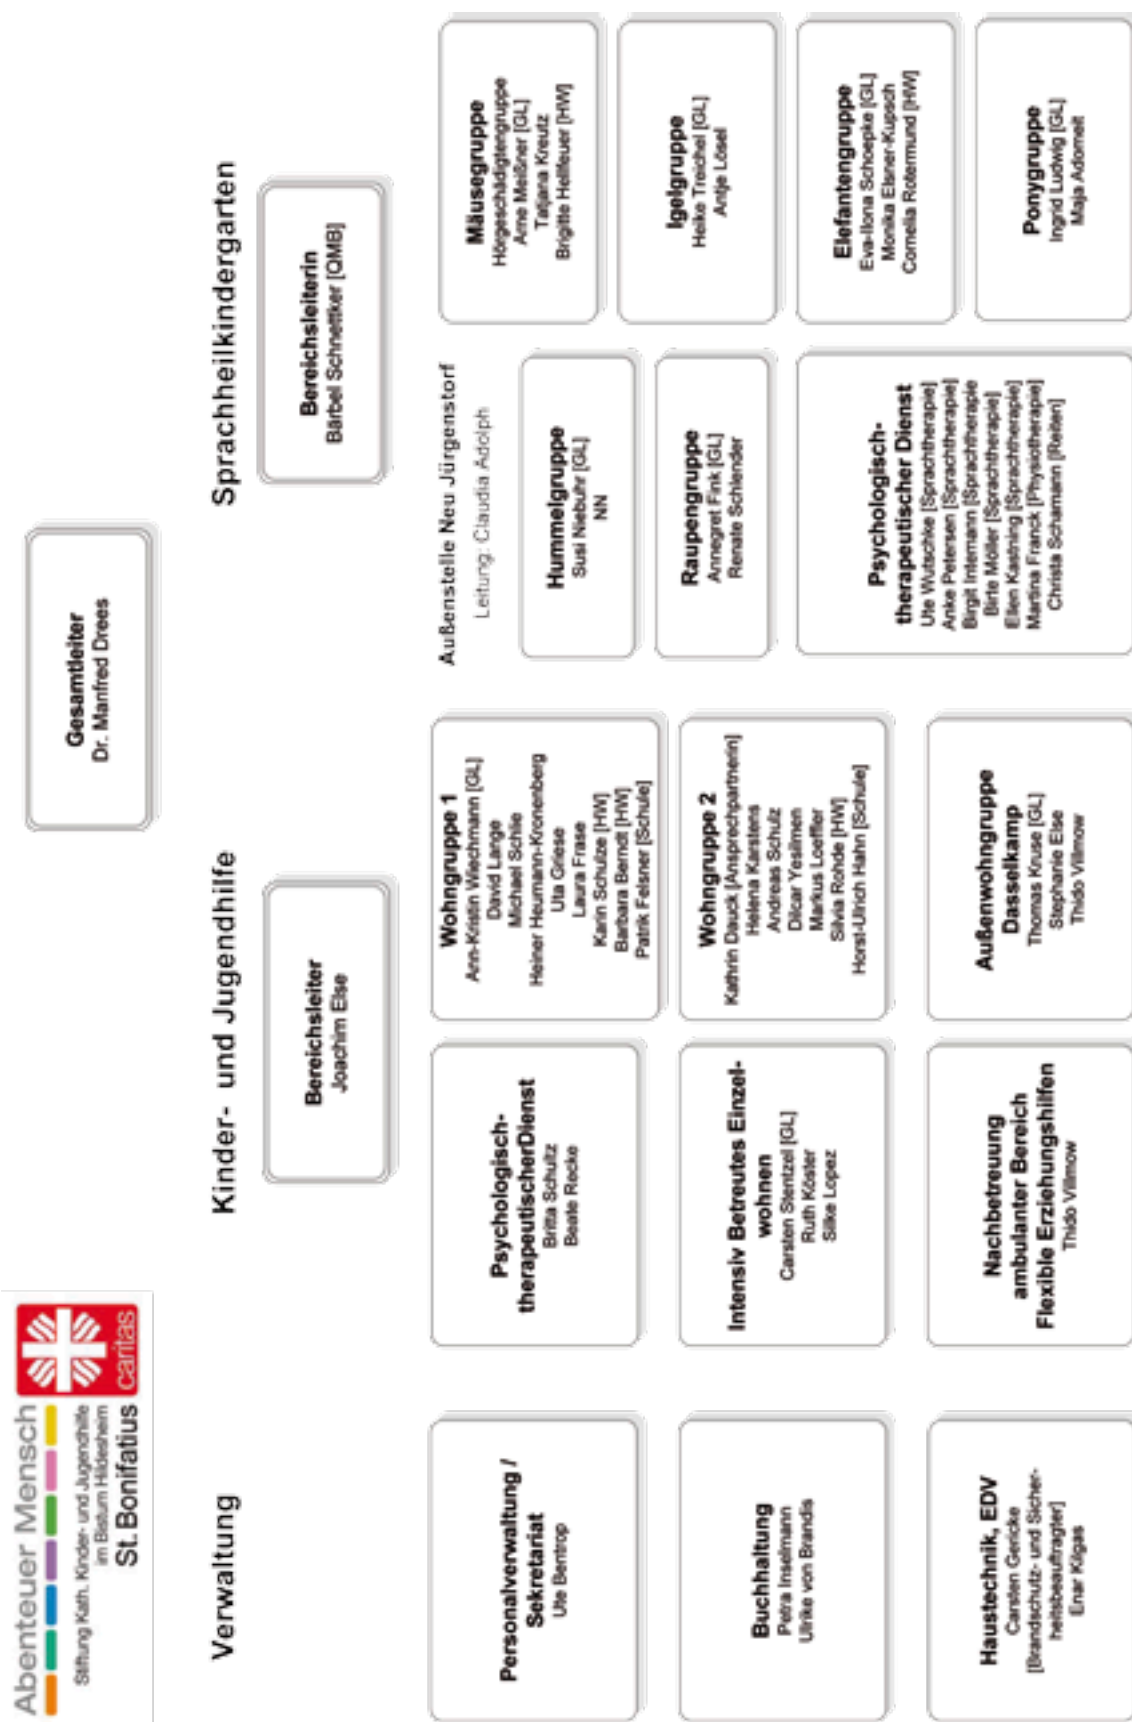 Abenteuer Mensch
Stiftung Kath. Kinder- und Jugendhilfe
im Bistum Hildesheim
St. Bonifatius
caritas
Gesamtleiter
Dr. Manfred Drees
Verwaltung
Personalverwaltung /
Sekretariat
Ute Bentrop
Buchhaltung
Petra Inselmann
Ulrike von Brandis
Haustechnik, EDV
Carsten Gericke
[Brandschutz- und Sicher-
heitsbeauftragter]
Enar Kilgas
Kinder- und Jugendhilfe
Bereichsleiter
Joachim Else
Psychologisch-
therapeutischerDienst
Britta Schultz
Beate Recke
Intensiv Betreutes Einzel-
wohnen
Carsten Stentzel [GL]
Ruth Köster
Silke Lopez
Nachbetreuung
ambulanter Bereich
Flexible Erziehungshilfen
Thido Villmow
Wohngruppe 1
Ann-Kristin Wiechmann [GL]
David Lange
Michael Schlie
Heiner Heumann-Kronenberg
Uta Griese
Laura Frase
Karin Schulze [HW]
Barbara Berndt [HW]
Patrik Felsner [Schule]
Wohngruppe 2
Kathrin Dauck [Ansprechpartnerin]
Helena Karstens
Andreas Schulz
Dilcar Yesilmen
Markus Loeffler
Silvia Rohde [HW]
Horst-Ulrich Hahn [Schule]
Außenwohngruppe
Dasselkamp
Thomas Kruse [GL]
Stephanie Else
Thido Villmow
Sprachheilkindergarten
Bereichsleiterin
Bärbel Schnettker [QMB]
Außenstelle Neu Jürgenstorf
Leitung: Claudia Adolph
Hummelgruppe
Susi Niebuhr [GL]
NN
Raupengruppe
Annegret Fink [GL]
Renate Schlender
Psychologisch-
therapeutischer Dienst
Ute Wutschke [Sprachtherapie]
Anke Petersen [Sprachtherapie]
Birgit Intemann [Sprachtherapie
Birte Möller [Sprachtherapie]
Ellen Kastning [Sprachtherapie]
Martina Franck [Physiotherapie]
Christa Schamann [Reiten]
Mäusegruppe
Hörgeschädigtengruppe
Arne Meißner [GL]
Tatjana Kreutz
Brigitte Hellfeuer [HW]
Igelgruppe
Heike Treichel [GL]
Antje Lösel
Elefantengruppe
Eva-Ilona Schoepke [GL]
Monika Elsner-Kupsch
Cornelia Rotermund [HW]
Ponygruppe
Ingrid Ludwig [GL]
Maja Adomeit